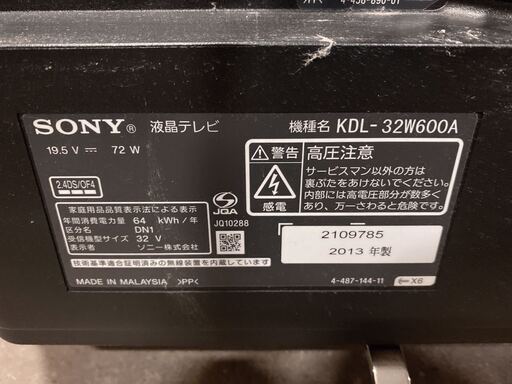 4-458-890-01
SONY® 液晶テレビ 機種名 KDL-32W600A
19.5 V 72 W
2.4DS/OF4
家庭用品品質表示法による表示
年間消費電力量 64 kWh/年
区分名 DN1
受信機型サイズ 32 V
表示者 ソニー株式会社
技術基準適合証明済みの無線装置を内蔵しています
MADE IN MALAYSIA >PP<
JQA
JQ10288
警告 高圧注意
感電
サービスマン以外の方は
裏ぶたをあけないでください。
内部には高電圧部分が数多く
あり、万一さわると危険です。
2109785
2013 年製
4-487-144-11 X6